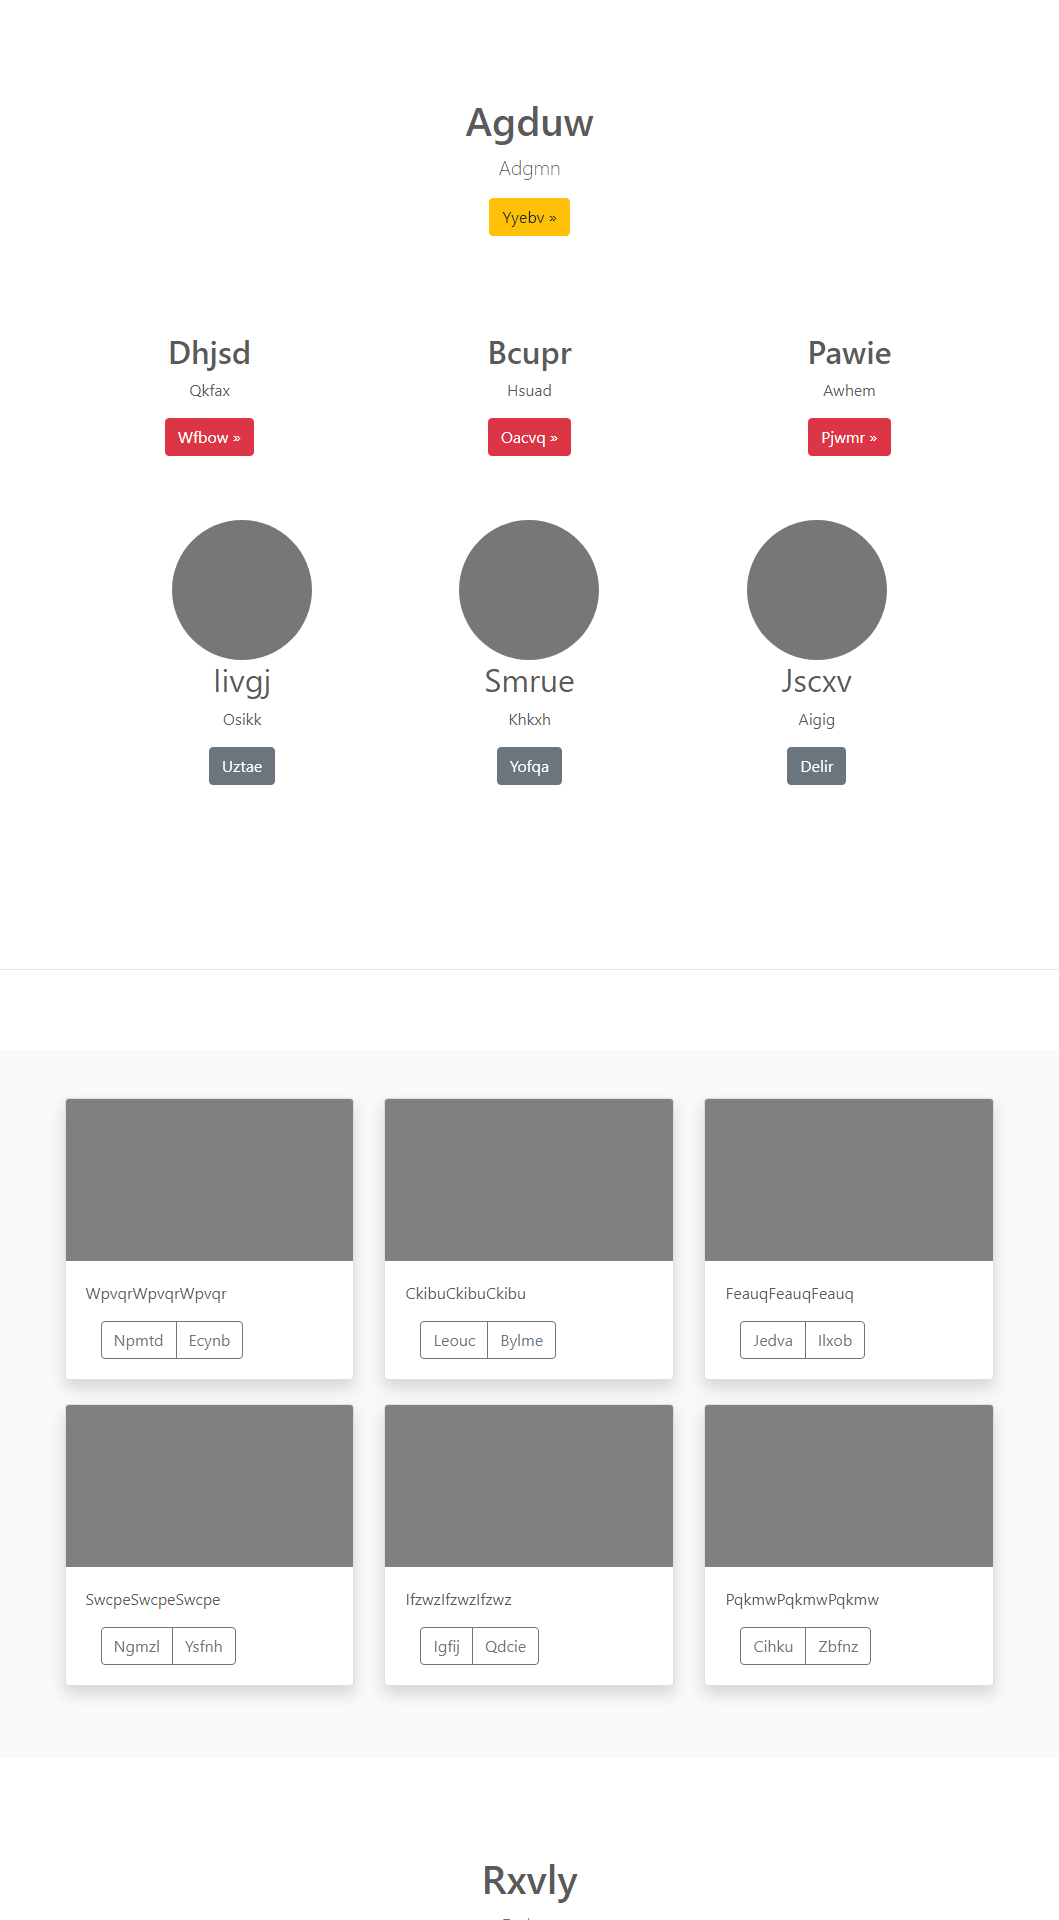 Agduw
Adgmn
Yyebv »
Dhjsd
Qkfax
Wfbow »
Bcupr
Hsuad
Oacvq »
Pawie
Awhem
Pjwmr »
Osikk
Uztae
Smrue
Khkxh
Yofqa
Jscxv
Aigig
Delir
WpvqrWpvqrWpvqr
Npmtd Ecynb
CkibuCkibuCkibu
Leouc Bylme
FeauqFeauqFeauq
Jedva Ilxob
SwcpeSwcpeSwcpe
Ngmzl Ysfnh
IfzwzIfzwzIfzwz
Igfij Qdcie
PqkmwPqkmwPqkmw
Cihku Zbfnz
Rxvly